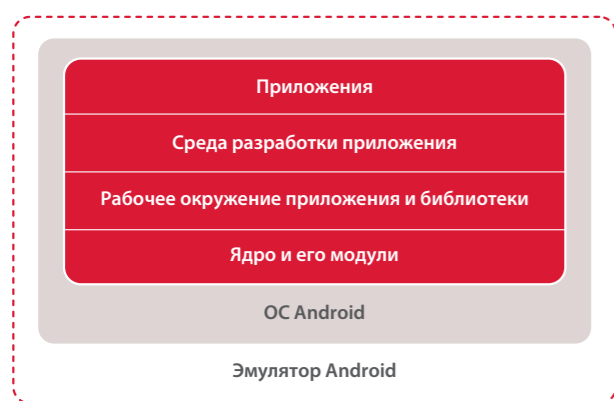 Приложения
Среда разработки приложения
Рабочее окружение приложения и библиотеки
Ядро и его модули
ОС Android
Эмулятор Android